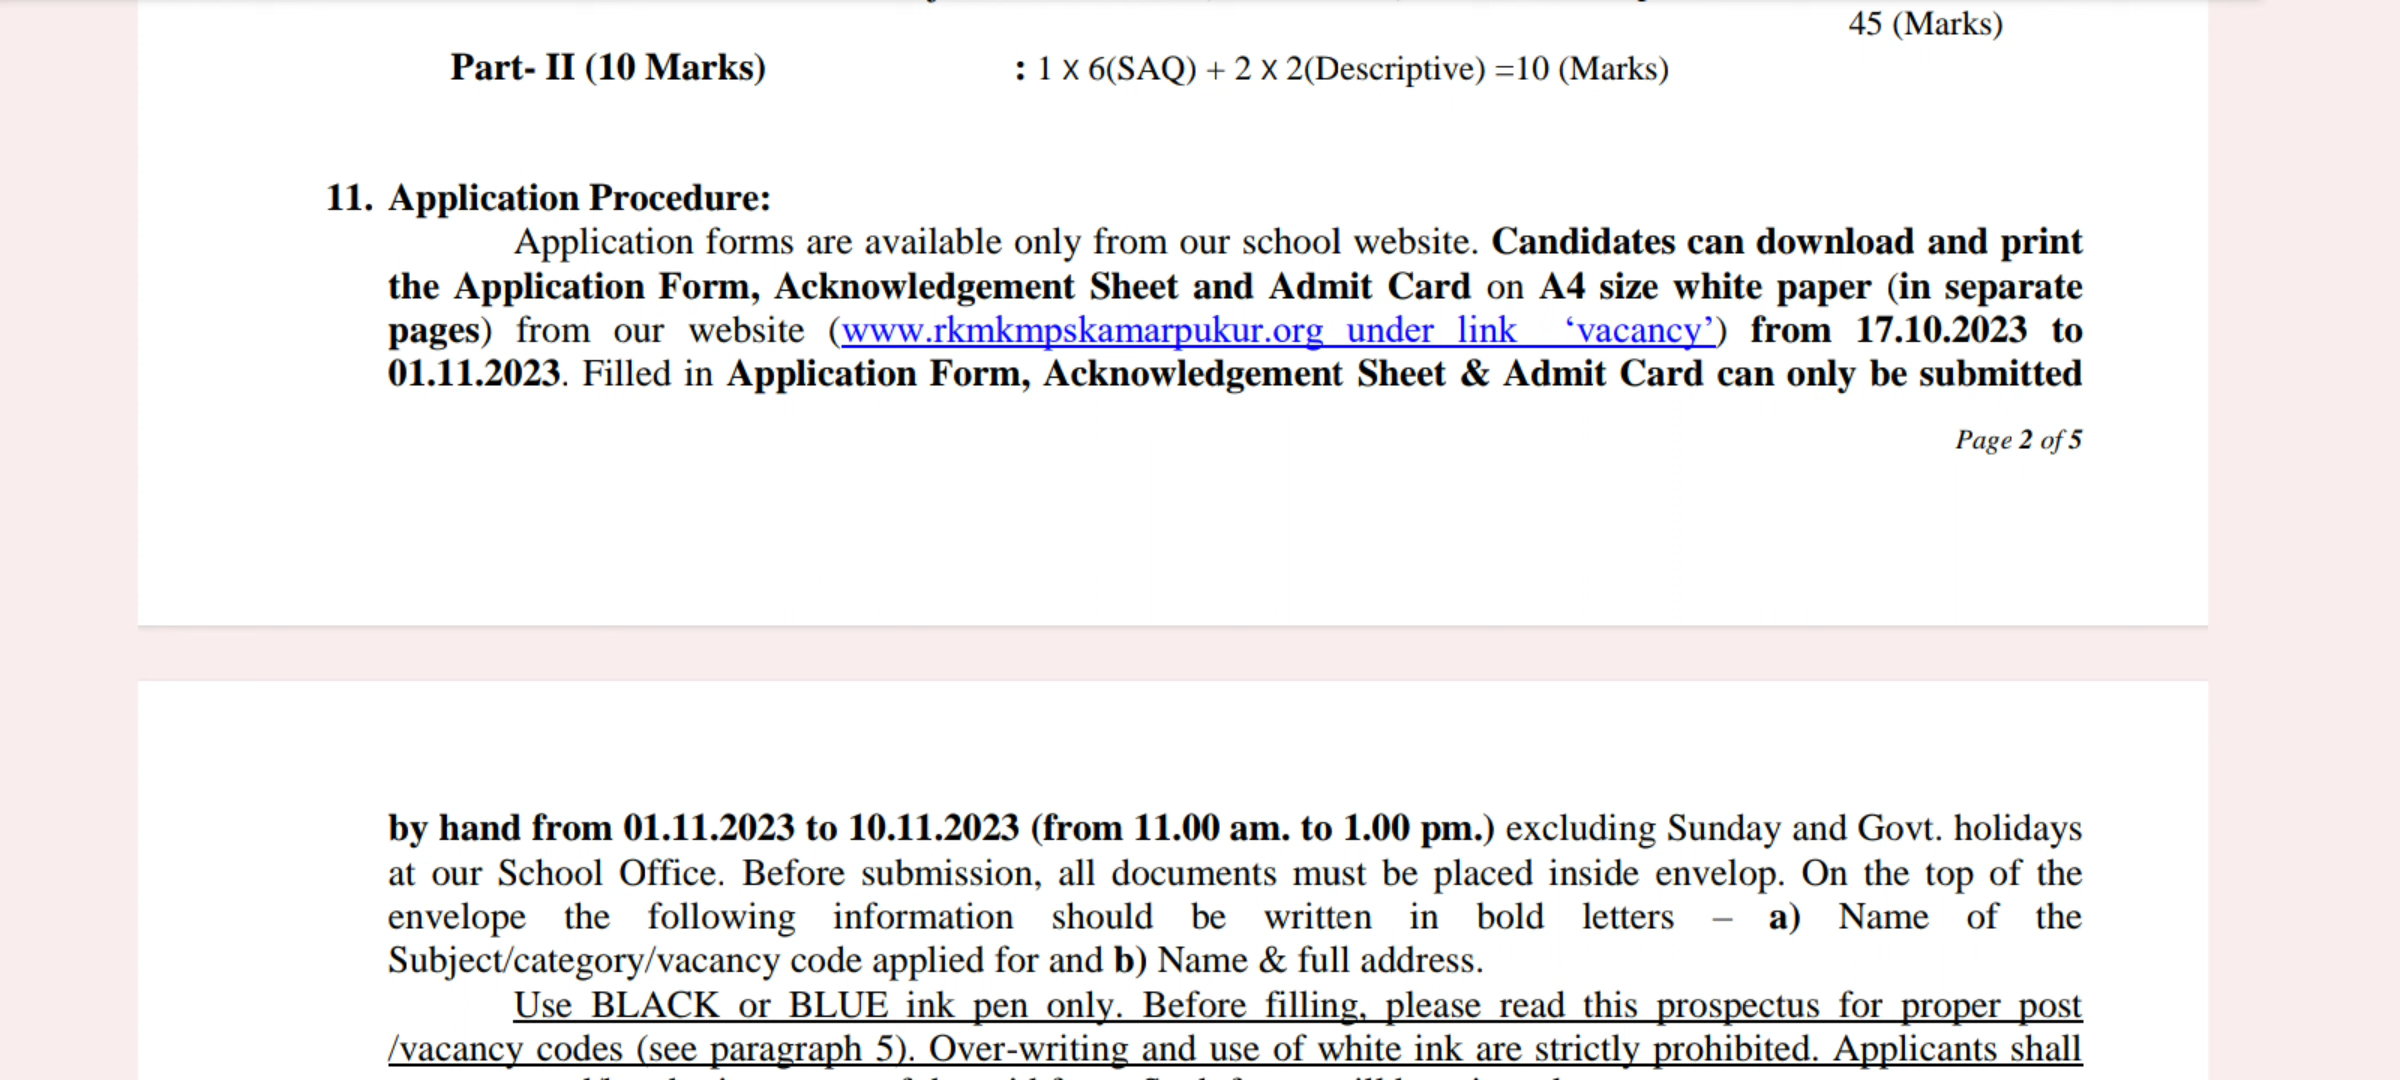 45 (Marks)
Part- II (10 Marks) : 1 X 6(SAQ) + 2 X 2(Descriptive) =10 (Marks)
11. Application Procedure:
Application forms are available only from our school website. Candidates can download and print
the Application Form, Acknowledgement Sheet and Admit Card on A4 size white paper (in separate
pages) from our website (www.rkmkmpskamarpukur.org under link ‘vacancy’) from 17.10.2023 to
01.11.2023. Filled in Application Form, Acknowledgement Sheet & Admit Card can only be submitted
Page 2 of 5
by hand from 01.11.2023 to 10.11.2023 (from 11.00 am. to 1.00 pm.) excluding Sunday and Govt. holidays
at our School Office. Before submission, all documents must be placed inside envelop. On the top of the
envelope the following information should be written in bold letters – a) Name of the
Subject/category/vacancy code applied for and b) Name & full address.
Use BLACK or BLUE ink pen only. Before filling, please read this prospectus for proper post
/vacancy codes (see paragraph 5). Over-writing and use of white ink are strictly prohibited. Applicants shall